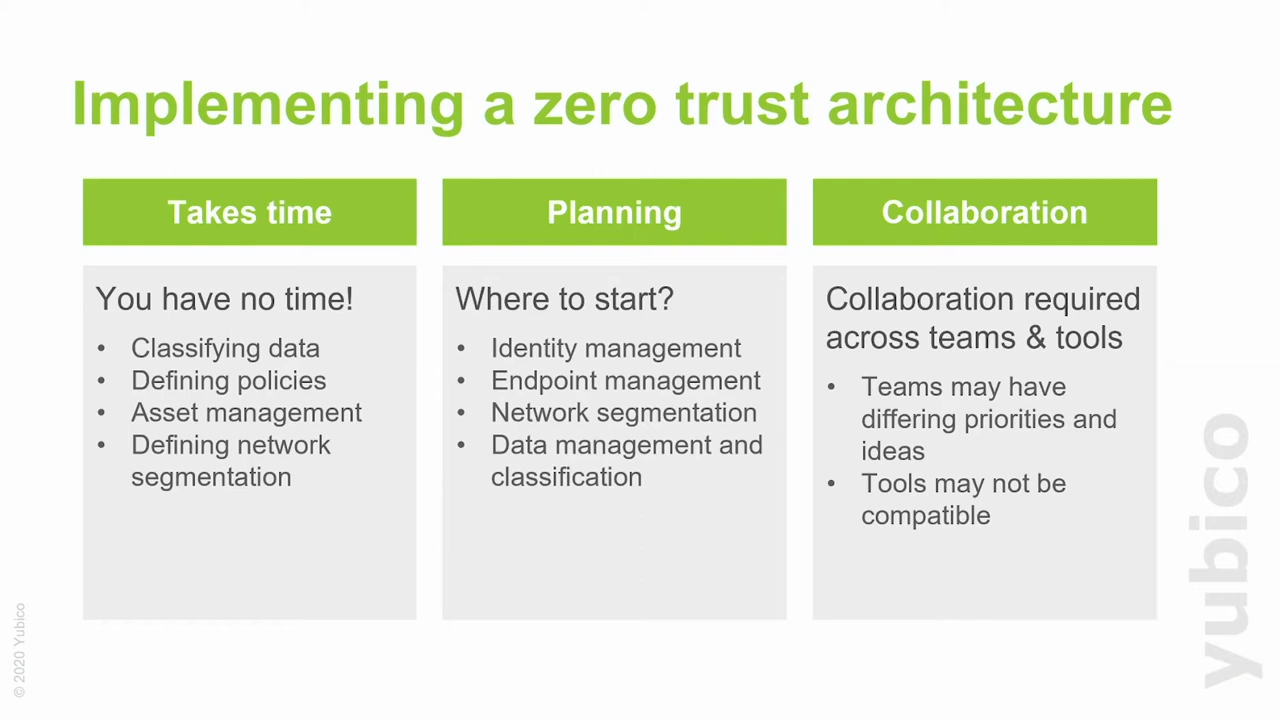 Implementing a zero trust architecture
Takes time
You have no time!
• Classifying data
• Defining policies
• Asset management
• Defining network
segmentation
Planning
Where to start?
• Identity management
• Endpoint management
• Network segmentation
• Data management and
classification
Collaboration
Collaboration required
across teams & tools
• Teams may have
differing priorities and
ideas
• Tools may not be
compatible
yubico
© 2020 Yubico